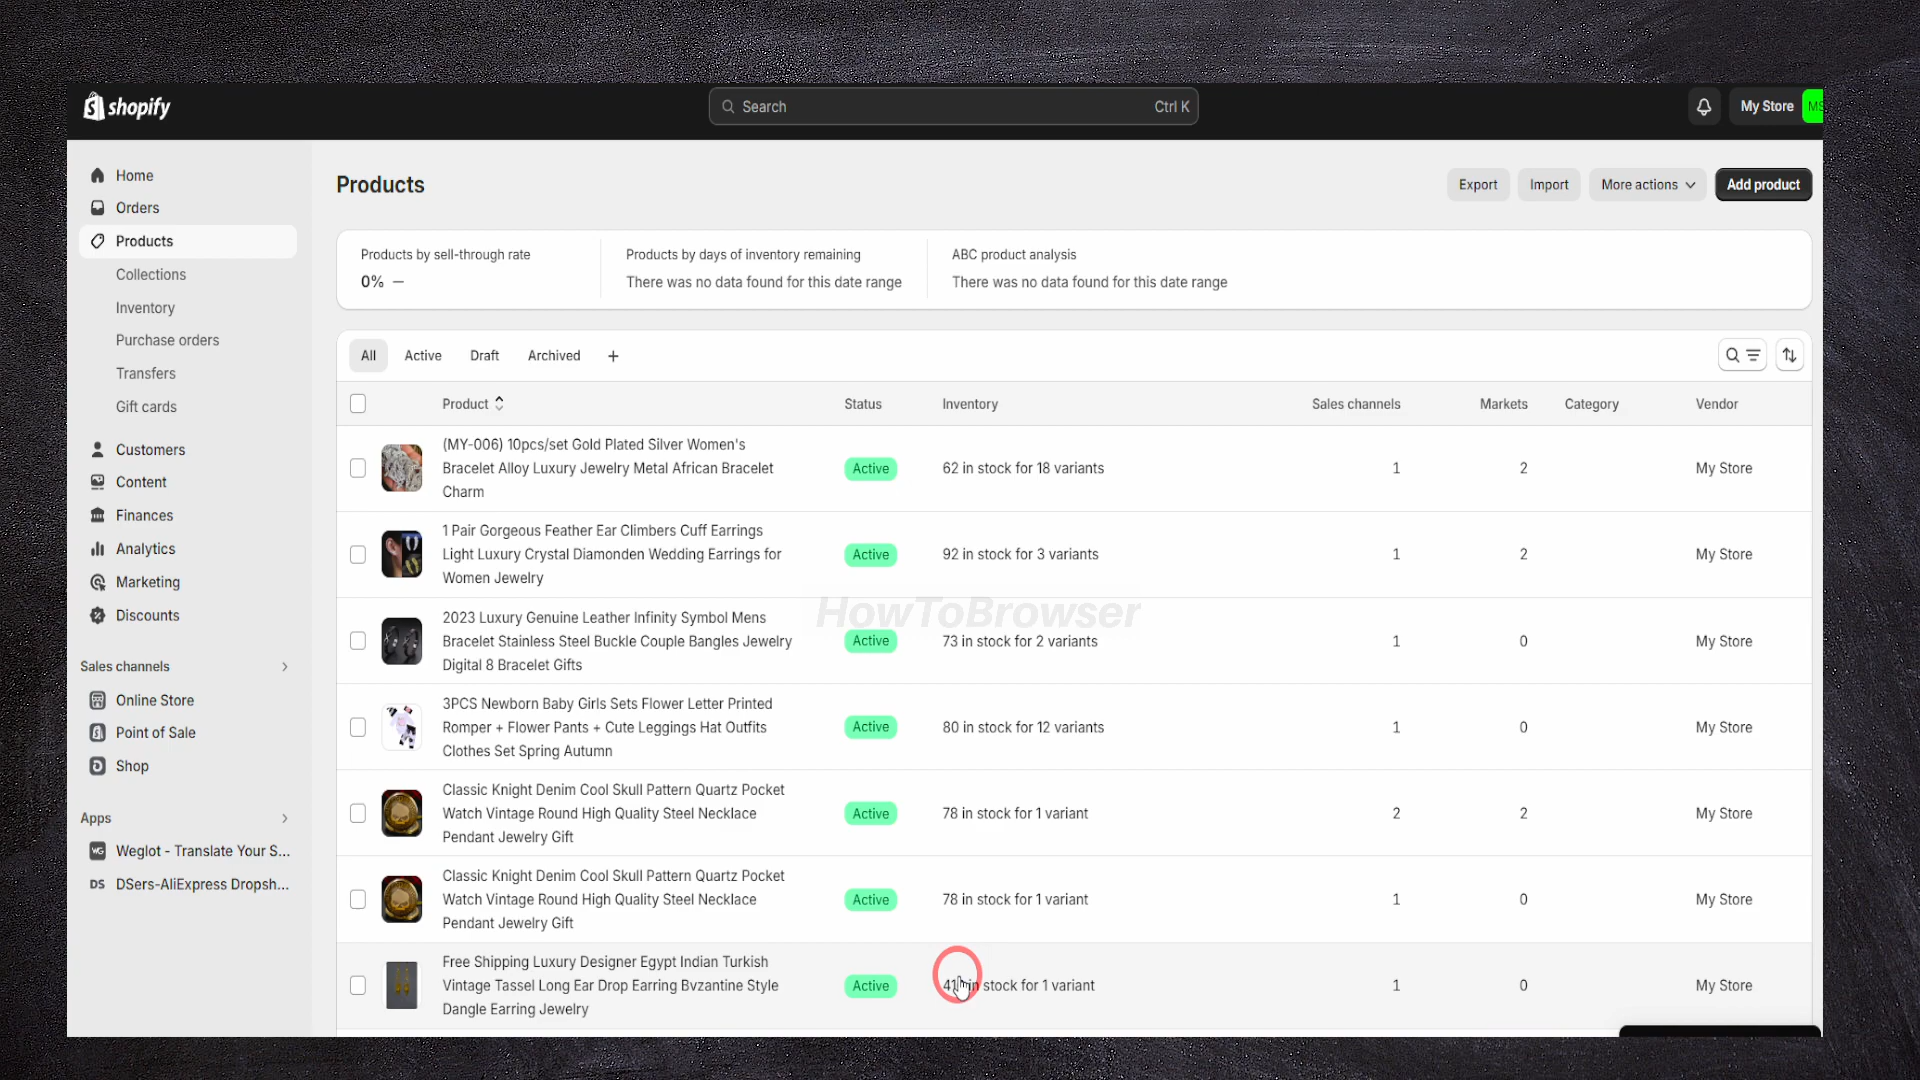 shopify
Search Ctrl K
My Store MS
Home
Orders
Products
Collections
Inventory
Purchase orders
Transfers
Gift cards
Customers
Content
Finances
Analytics
Marketing
Discounts
Sales channels
Online Store
Point of Sale
Shop
Apps
WG Weglot - Translate Your S...
DS DSers-AliExpress Dropsh...
Products
Export Import More actions Add product
Products by sell-through rate
0% —
Products by days of inventory remaining
There was no data found for this date range
ABC product analysis
There was no data found for this date range
All Active Draft Archived +
Product Status Inventory Sales channels Markets Category Vendor
(MY-006) 10pcs/set Gold Plated Silver Women's
Bracelet Alloy Luxury Jewelry Metal African Bracelet
Charm
Active 62 in stock for 18 variants 1 2 My Store
1 Pair Gorgeous Feather Ear Climbers Cuff Earrings
Light Luxury Crystal Diamonden Wedding Earrings for
Women Jewelry
Active 92 in stock for 3 variants 1 2 My Store
HowToBrowser
2023 Luxury Genuine Leather Infinity Symbol Mens
Bracelet Stainless Steel Buckle Couple Bangles Jewelry
Digital 8 Bracelet Gifts
Active 73 in stock for 2 variants 1 0 My Store
3PCS Newborn Baby Girls Sets Flower Letter Printed
Romper + Flower Pants + Cute Leggings Hat Outfits
Clothes Set Spring Autumn
Active 80 in stock for 12 variants 1 0 My Store
Classic Knight Denim Cool Skull Pattern Quartz Pocket
Watch Vintage Round High Quality Steel Necklace
Pendant Jewelry Gift
Active 78 in stock for 1 variant 2 2 My Store
Classic Knight Denim Cool Skull Pattern Quartz Pocket
Watch Vintage Round High Quality Steel Necklace
Pendant Jewelry Gift
Active 78 in stock for 1 variant 1 0 My Store
Free Shipping Luxury Designer Egypt Indian Turkish
Vintage Tassel Long Ear Drop Earring Bvzantine Style
Dangle Earring Jewelry
Active in stock for 1 variant 1 0 My Store